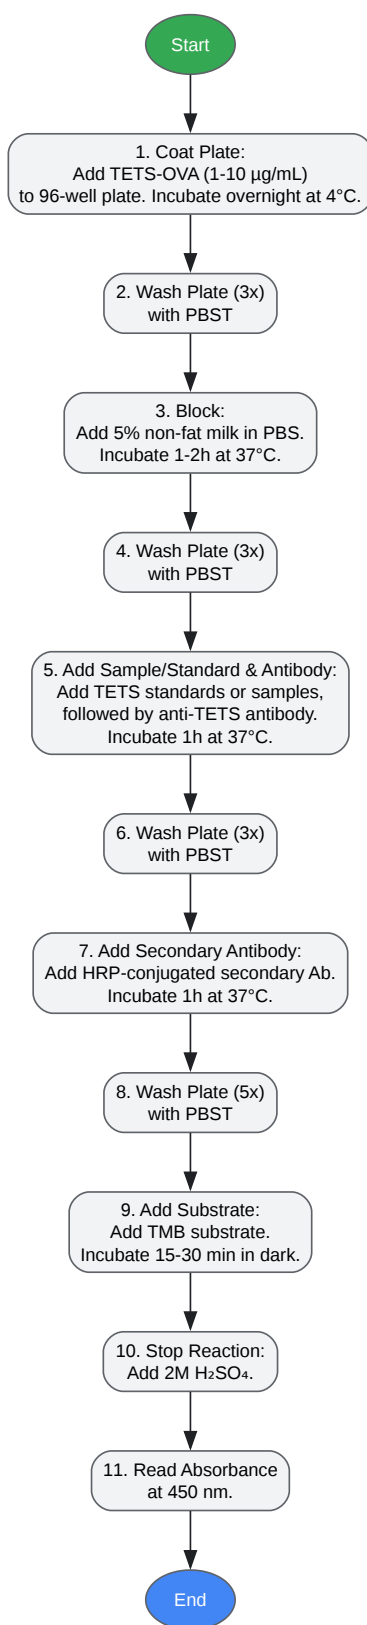 Start
1. Coat Plate:
Add TETS-OVA (1-10 µg/mL)
to 96-well plate. Incubate overnight at 4°C.
2. Wash Plate (3x)
with PBST
3. Block:
Add 5% non-fat milk in PBS.
Incubate 1-2h at 37°C.
4. Wash Plate (3x)
with PBST
5. Add Sample/Standard & Antibody:
Add TETS standards or samples,
followed by anti-TETS antibody.
Incubate 1h at 37°C.
6. Wash Plate (3x)
with PBST
7. Add Secondary Antibody:
Add HRP-conjugated secondary Ab.
Incubate 1h at 37°C.
8. Wash Plate (5x)
with PBST
9. Add Substrate:
Add TMB substrate.
Incubate 15-30 min in dark.
10. Stop Reaction:
Add 2M H₂SO₄.
11. Read Absorbance
at 450 nm.
End